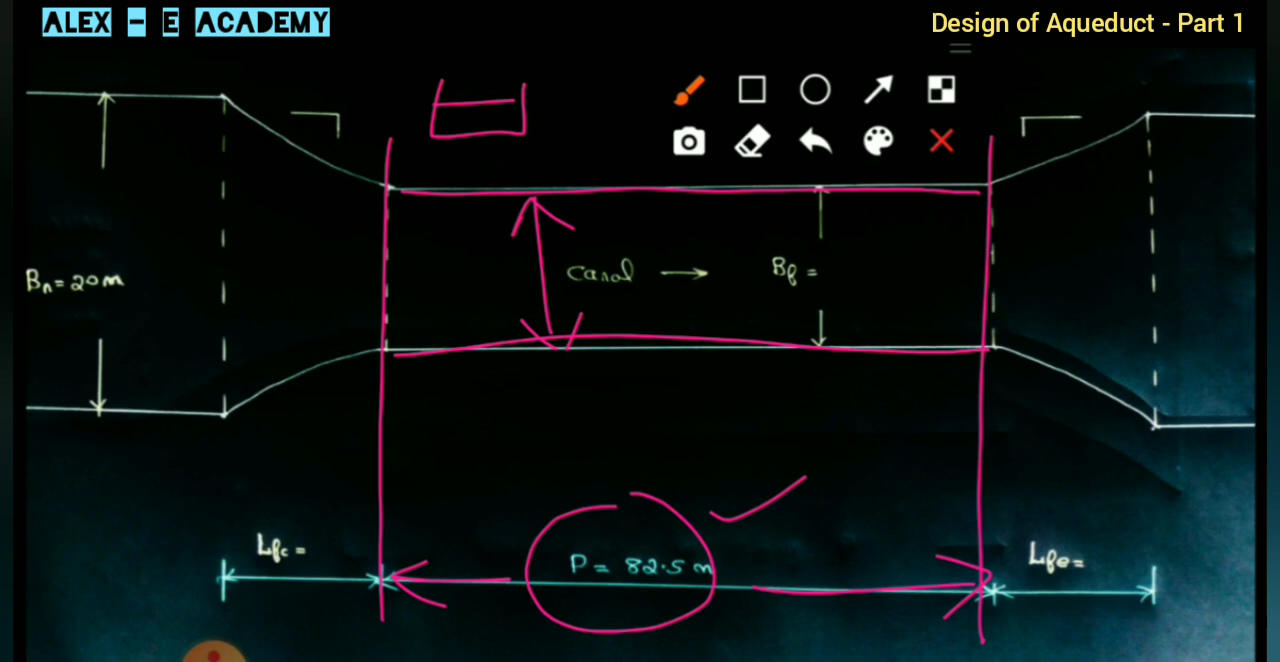 ALEX - E ACADEMY
Design of Aqueduct - Part 1
Bn = 20m
Canal → Bf =
Lfc =
P = 82.5 m
Lfe =